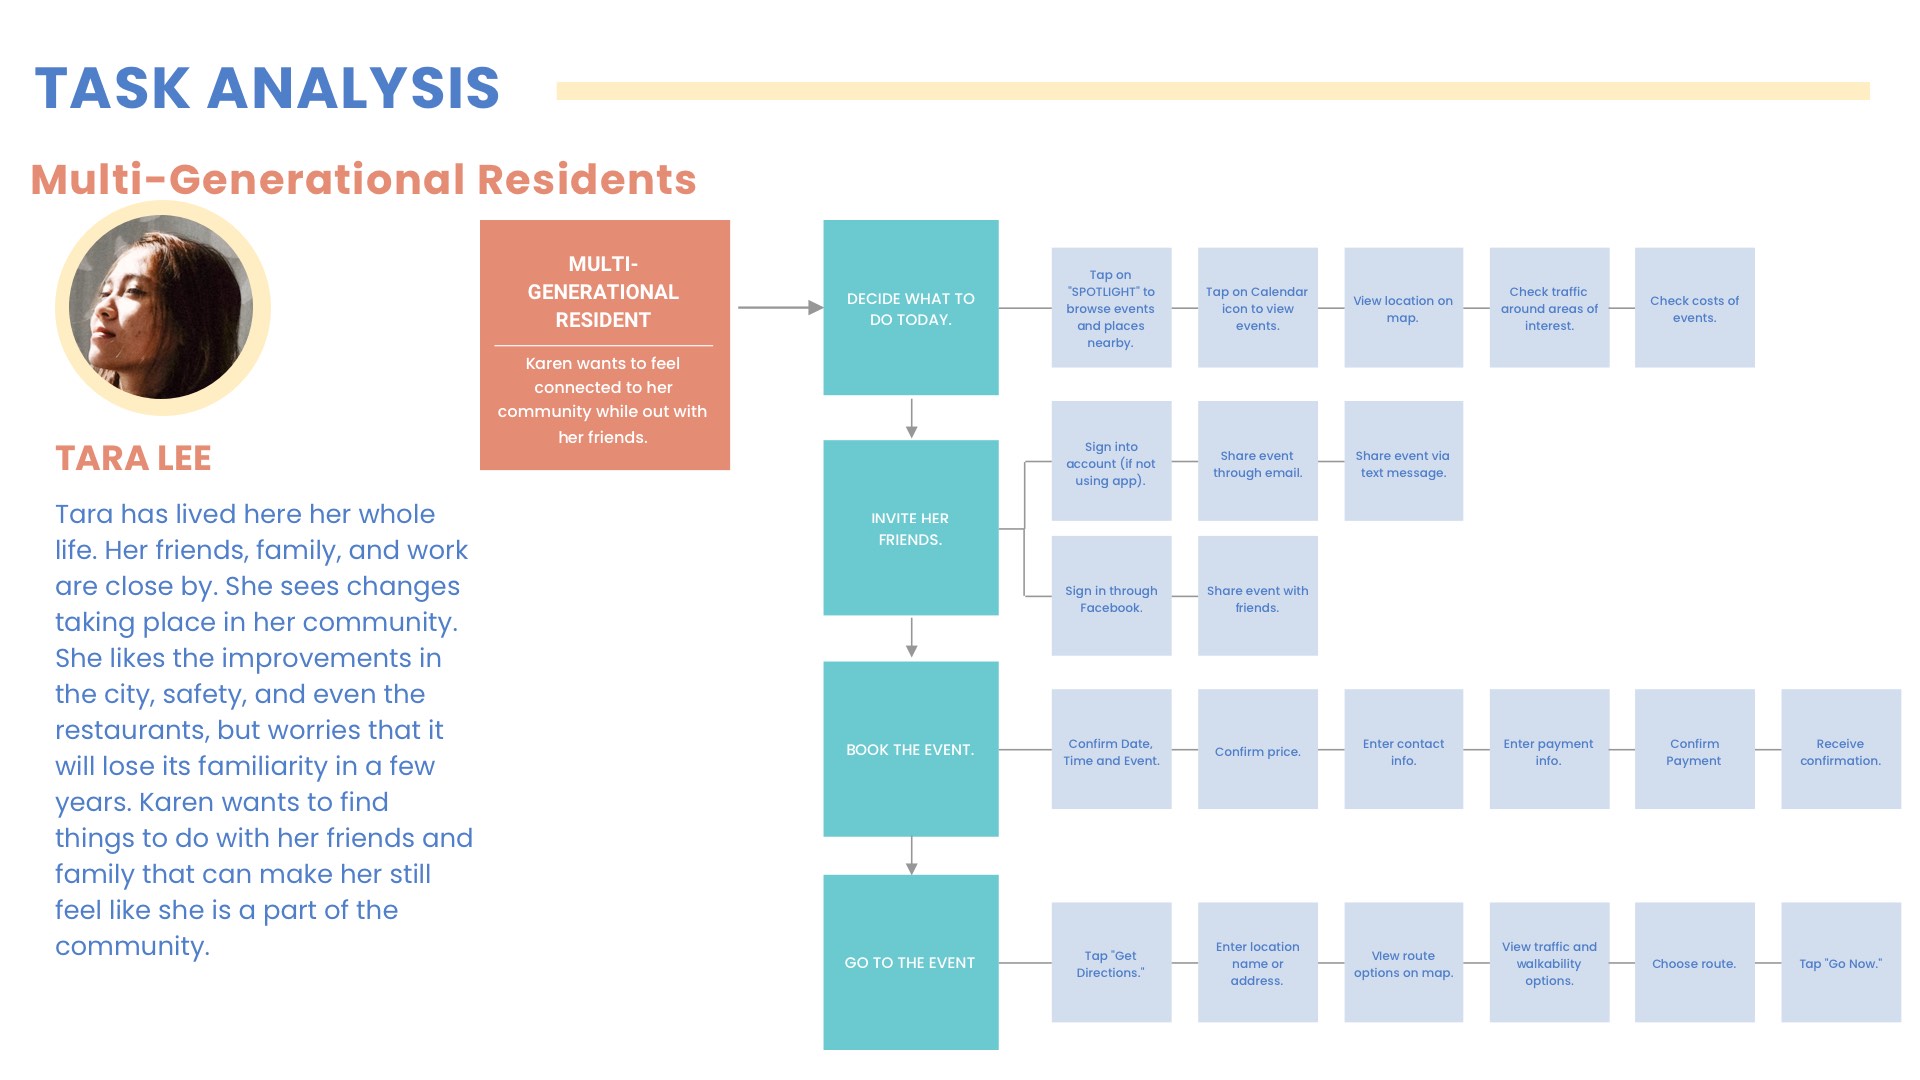 TASK ANALYSIS
Multi-Generational Residents
TARA LEE
Tara has lived here her whole
life. Her friends, family, and work
are close by. She sees changes
taking place in her community.
She likes the improvements in
the city, safety, and even the
restaurants, but worries that it
will lose its familiarity in a few
years. Karen wants to find
things to do with her friends and
family that can make her still
feel like she is a part of the
community.
MULTI-
GENERATIONAL
RESIDENT
Karen wants to feel
connected to her
community while out with
her friends.
DECIDE WHAT TO
DO TODAY.
Tap on
"SPOTLIGHT" to
browse events
and places
nearby.
Tap on Calendar
icon to view
events.
View location on
map.
Check traffic
around areas of
interest.
Check costs of
events.
INVITE HER
FRIENDS.
Sign into
account (if not
using app).
Share event
through email.
Share event via
text message.
Sign in through
Facebook.
Share event with
friends.
BOOK THE EVENT.
Confirm Date,
Time and Event.
Confirm price.
Enter contact
info.
Enter payment
info.
Confirm
Payment
Receive
confirmation.
GO TO THE EVENT
Tap "Get
Directions."
Enter location
name or
address.
VIew route
options on map.
View traffic and
walkability
options.
Choose route.
Tap "Go Now."